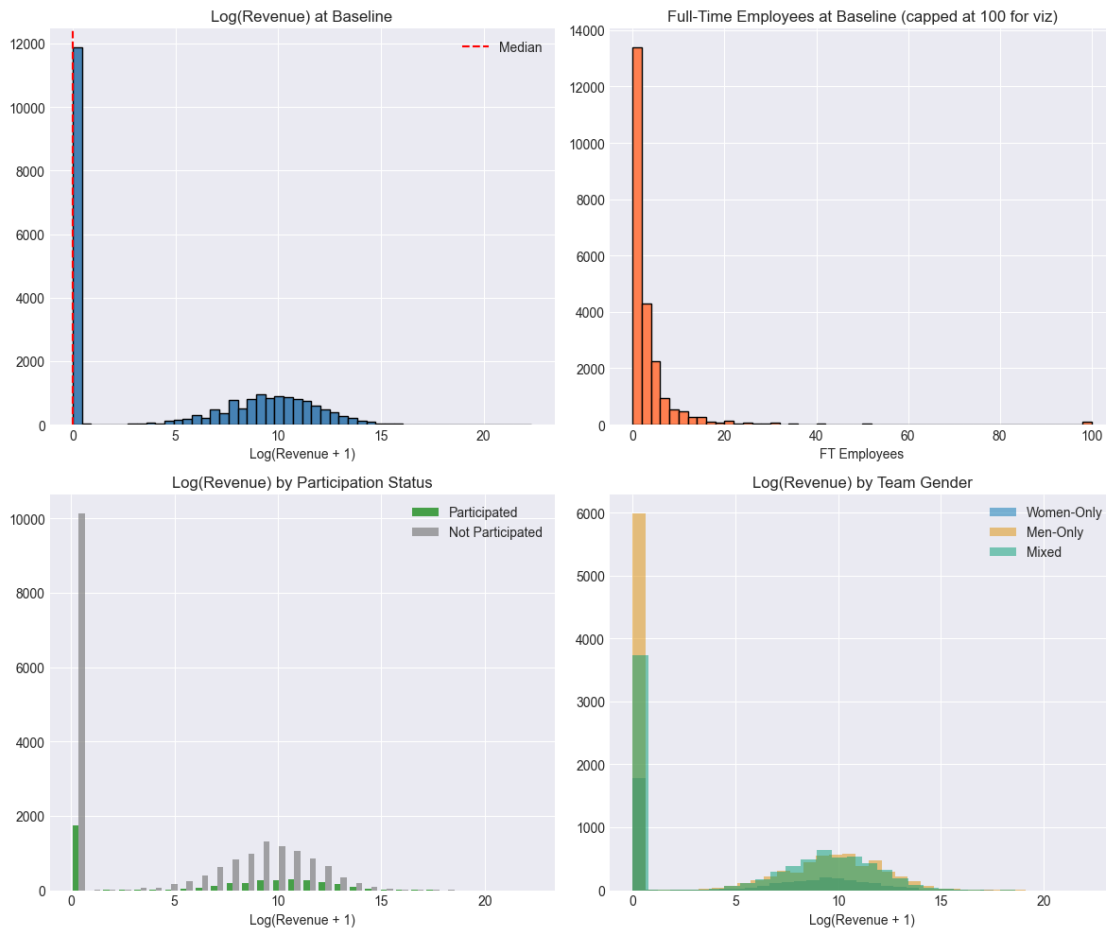 Log(Revenue) at Baseline
12000
10000
8000
6000
4000
2000
0
0 5 10 15 20
Log(Revenue + 1)
Median
Full-Time Employees at Baseline (capped at 100 for viz)
14000
12000
10000
8000
6000
4000
2000
0
0 20 40 60 80 100
FT Employees
Log(Revenue) by Participation Status
10000
8000
6000
4000
2000
0
0 5 10 15 20
Log(Revenue + 1)
Participated
Not Participated
Log(Revenue) by Team Gender
6000
5000
4000
3000
2000
1000
0
0 5 10 15 20
Log(Revenue + 1)
Women-Only
Men-Only
Mixed